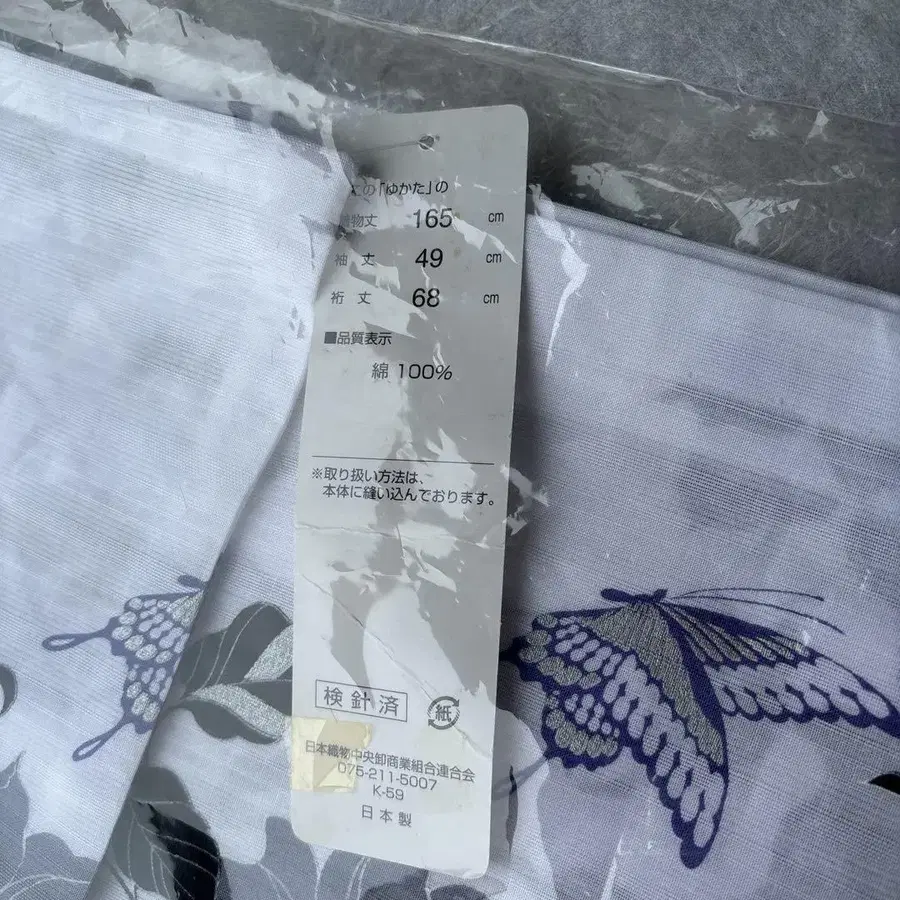 の「ゆかた」の
物丈 165 cm
袖丈 49 cm
裄丈 68 cm
■品質表示
綿 100%
※取り扱い方法は、
本体に縫い込んであります。
検針済
紙
日本織物中央卸商業組合連合会
075-211-5007
K-59
日本製